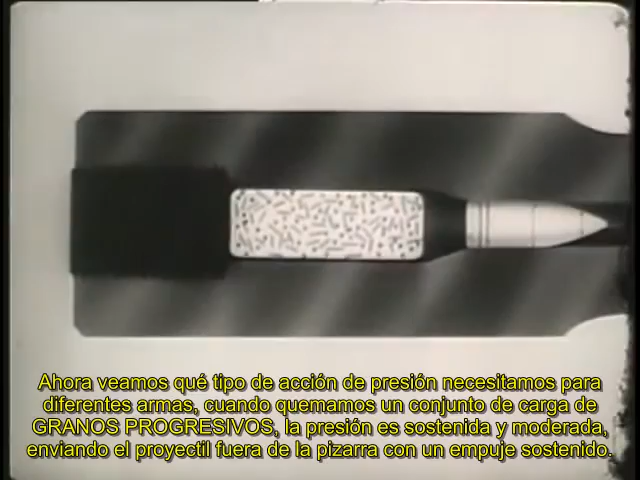 Ahora veamos qué tipo de acción de presión necesitamos para
diferentes armas, cuando quemamos un conjunto de carga de
GRANOS PROGRESIVOS, la presión es sostenida y moderada,
enviando el proyectil fuera de la pizarra con un empuje sostenido.